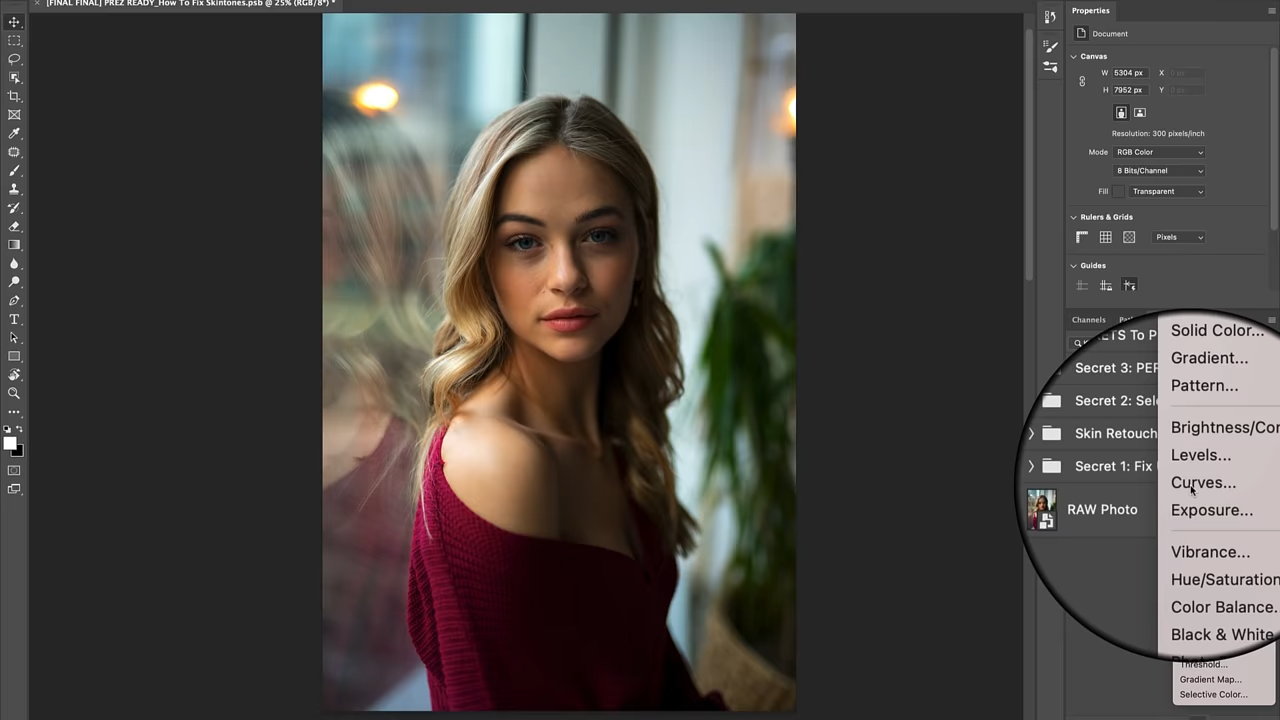 [FINAL FINAL] PREZ READY_How To Fix Skintones.psb @ 25% (RGB/8*) *
Properties
Document
Canvas
W 5304 px X
H 7952 px Y
Resolution: 300 pixels/inch
Mode RGB Color
8 Bits/Channel
Fill Transparent
Rulers & Grids
Pixels
Guides
Channels
Solid Color...
Gradient...
Secret 3:
Pattern...
Secret 2:
Brightness/
Skin Retouch
Levels...
Secret 1: Fix
Curves...
RAW Photo
Exposure...
Vibrance...
Hue/Saturation
Color Balance.
Black & White
Threshold...
Gradient Map...
Selective Color...